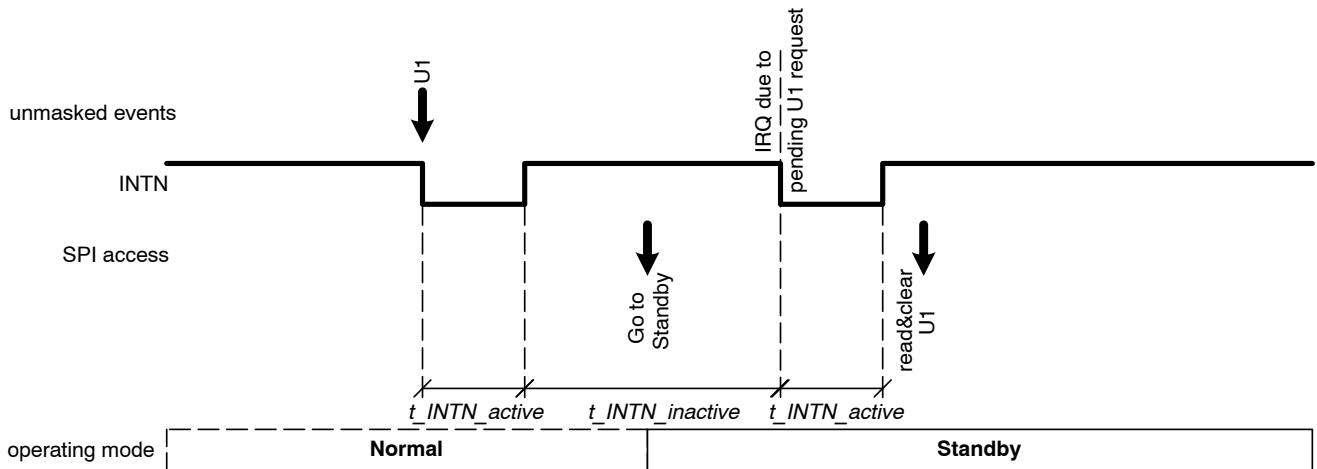 U1
IRQ due to
pending U1 request
unmasked events
INTN
SPI access
Go to
Standby
read&clear
U1
t_INTN_active
t_INTN_inactive
t_INTN_active
operating mode
Normal
Standby